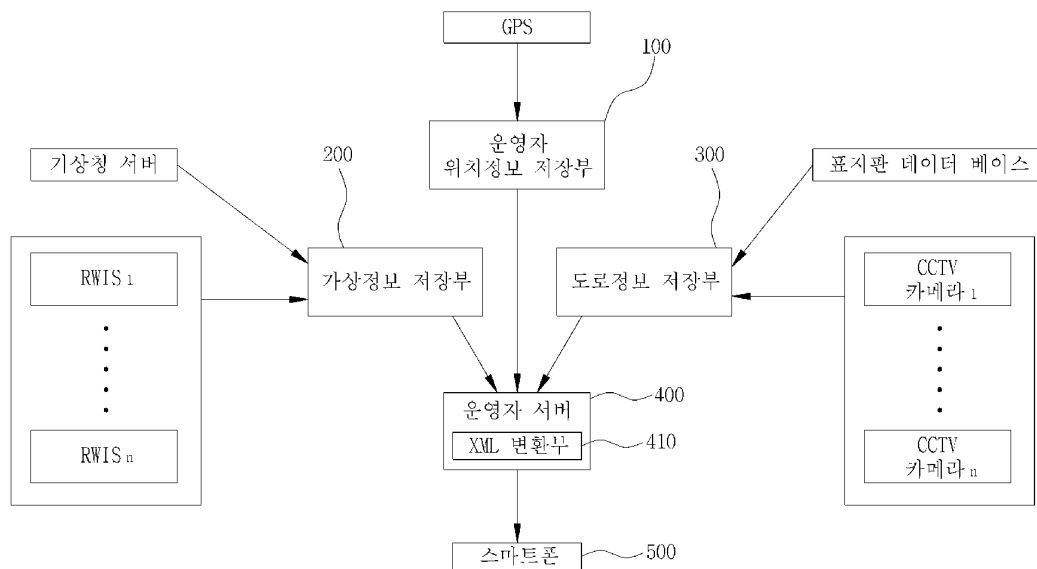 GPS
100
운영자
위치정보 저장부
기상청 서버
200
300
표지판 데이터 베이스
RWIS1
가상정보 저장부
도로정보 저장부
CCTV
카메라1
400
운영자 서버
XML 변환부
410
RWISn
CCTV
카메라n
스마트폰
500